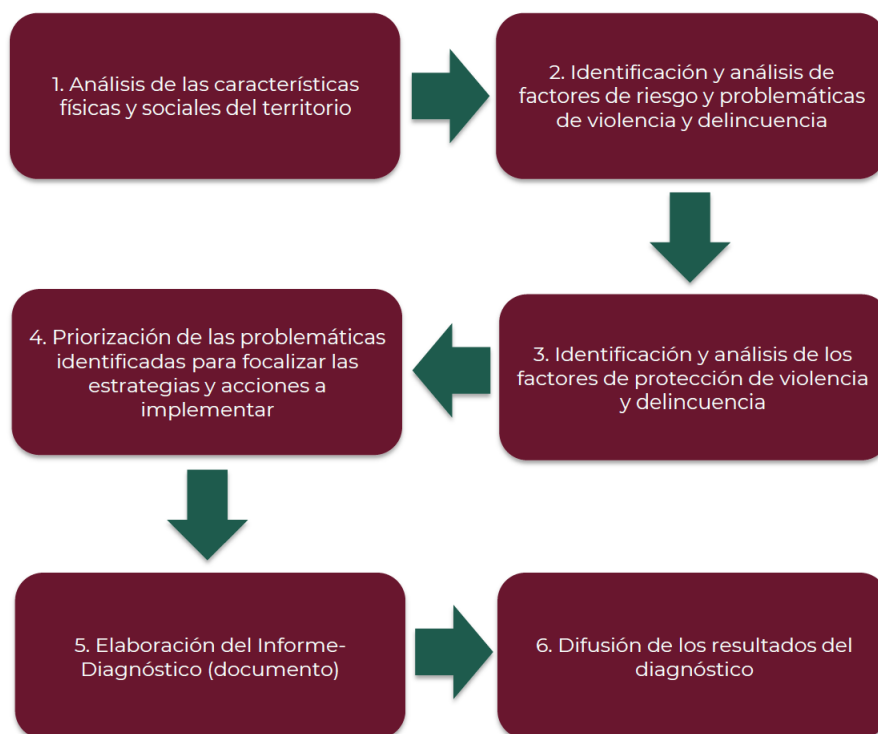 1. Análisis de las características
físicas y sociales del territorio
2. Identificación y análisis de
factores de riesgo y problemáticas
de violencia y delincuencia
3. Identificación y análisis de los
factores de protección de violencia
y delincuencia
4. Priorización de las problemáticas
identificadas para focalizar las
estrategias y acciones a
implementar
5. Elaboración del Informe-
Diagnóstico (documento)
6. Difusión de los resultados del
diagnóstico